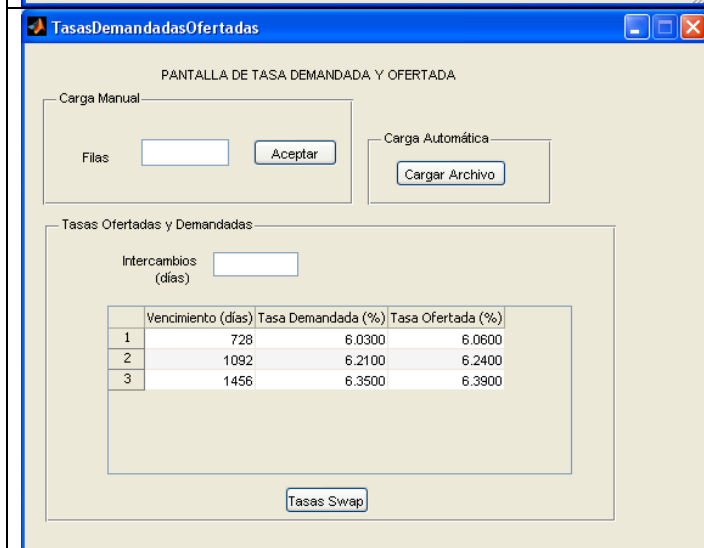 TasasDemandadasOfertadas
PANTALLA DE TASA DEMANDADA Y OFERTADA
Carga Manual
Filas
Aceptar
Carga Automática
Cargar Archivo
Tasas Ofertadas y Demandadas
Intercambios
(días)
Vencimiento (días) Tasa Demandada (%) Tasa Ofertada (%)
1 728 6.0300 6.0600
2 1092 6.2100 6.2400
3 1456 6.3500 6.3900
Tasas Swap